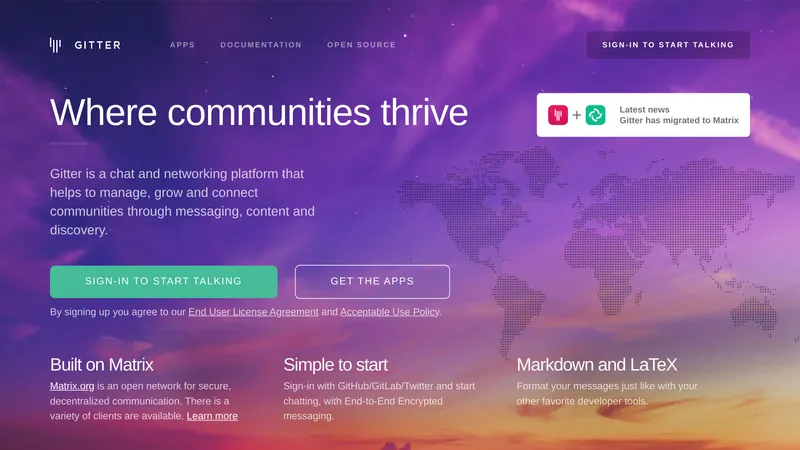 GITTER
APPS
DOCUMENTATION
OPEN SOURCE
SIGN-IN TO START TALKING
Where communities thrive
Latest news
Gitter has migrated to Matrix
Gitter is a chat and networking platform that
helps to manage, grow and connect
communities through messaging, content and
discovery.
SIGN-IN TO START TALKING
GET THE APPS
By signing up you agree to our End User License Agreement and Acceptable Use Policy.
Built on Matrix
Matrix.org is an open network for secure,
decentralized communication. There is a
variety of clients are available. Learn more
Simple to start
Sign-in with GitHub/GitLab/Twitter and start
chatting, with End-to-End Encrypted
messaging.
Markdown and LaTeX
Format your messages just like with your
other favorite developer tools.